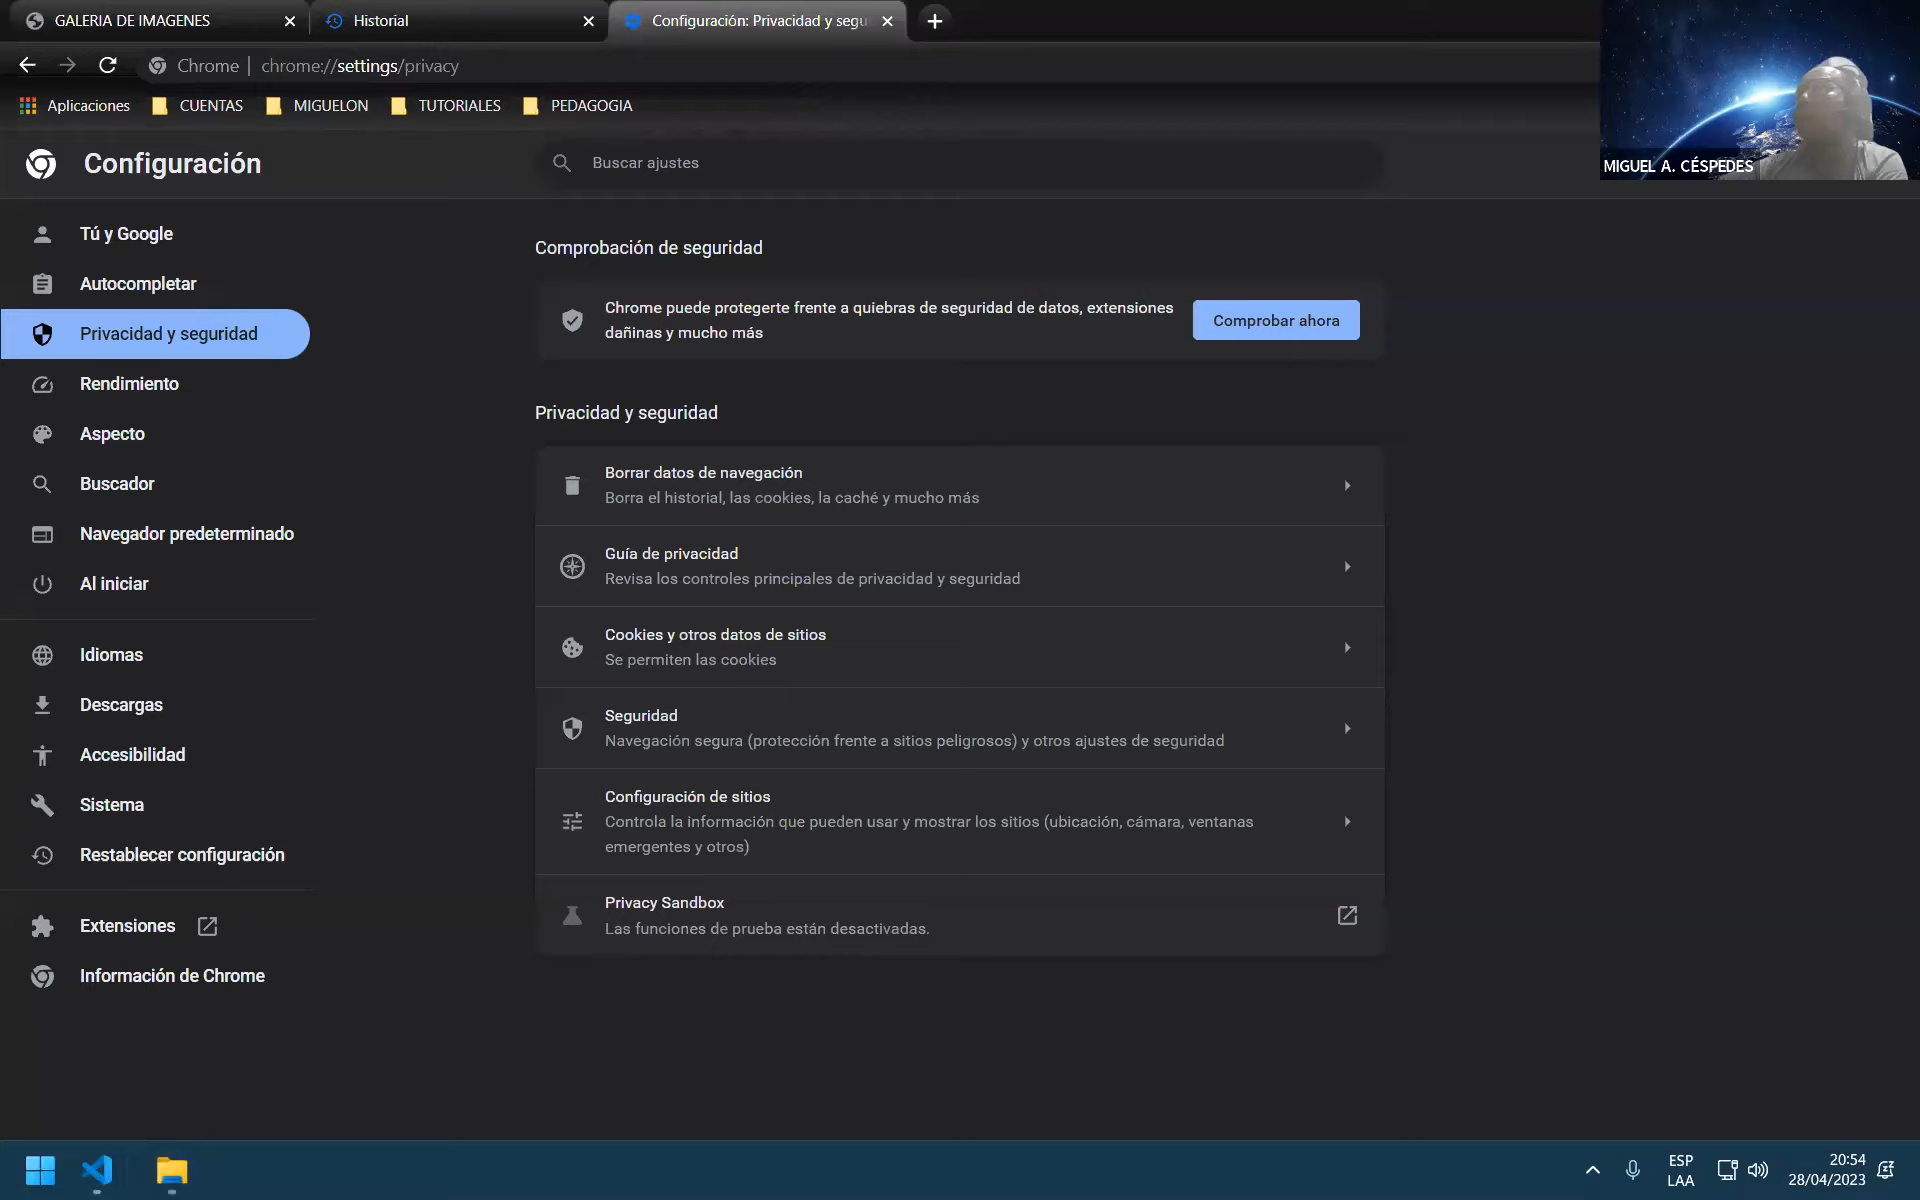 GALERIA DE IMAGENES
Historial
Configuración: Privacidad y segu
Chrome | chrome://settings/privacy
Aplicaciones
CUENTAS
MIGUELON
TUTORIALES
PEDAGOGIA
MIGUEL A. CÉSPEDES
Configuración
Buscar ajustes
Tú y Google
Autocompletar
Privacidad y seguridad
Rendimiento
Aspecto
Buscador
Navegador predeterminado
Al iniciar
Idiomas
Descargas
Accesibilidad
Sistema
Restablecer configuración
Extensiones
Información de Chrome
Comprobación de seguridad
Chrome puede protegerte frente a quiebras de seguridad de datos, extensiones
dañinas y mucho más
Comprobar ahora
Privacidad y seguridad
Borrar datos de navegación
Borra el historial, las cookies, la caché y mucho más
Guía de privacidad
Revisa los controles principales de privacidad y seguridad
Cookies y otros datos de sitios
Se permiten las cookies
Seguridad
Navegación segura (protección frente a sitios peligrosos) y otros ajustes de seguridad
Configuración de sitios
Controla la información que pueden usar y mostrar los sitios (ubicación, cámara, ventanas
emergentes y otros)
Privacy Sandbox
Las funciones de prueba están desactivadas.
ESP
LAA
20:54
28/04/2023